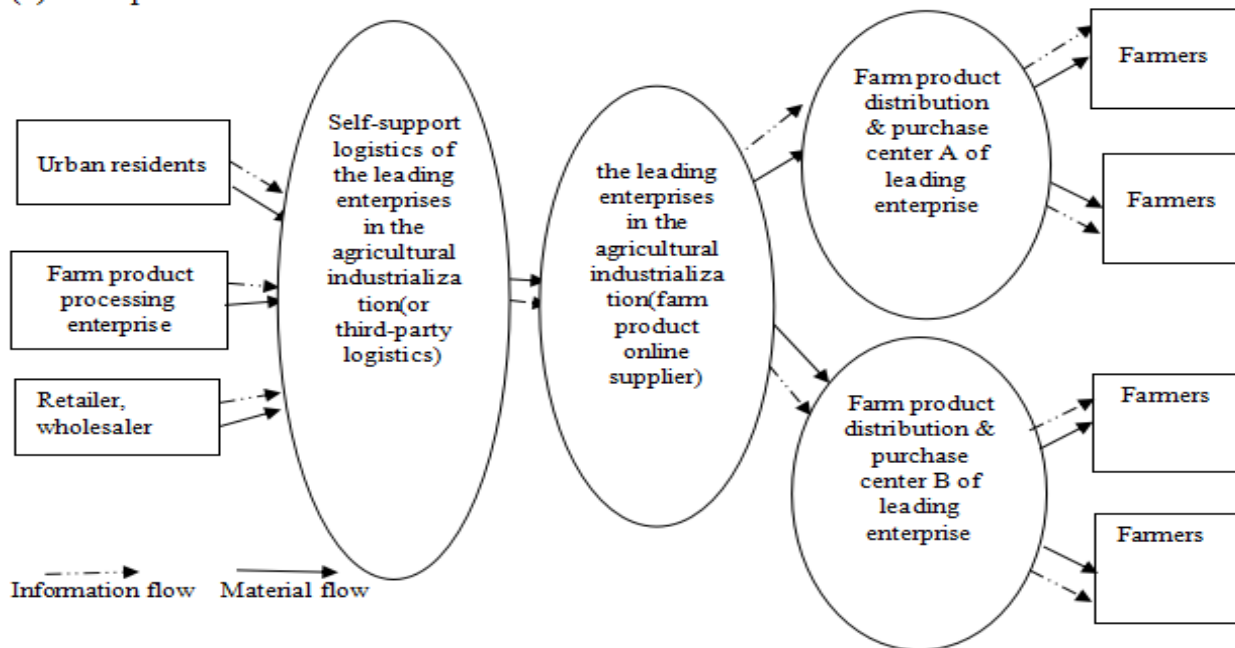 Urban residents
Farm product
processing
enterprise
Retailer,
wholesaler
Self-support
logistics of
the leading
enterprises
in the
agricultural
industrializa
tion(or
third-party
logistics)
the leading
enterprises
in the
agricultural
industrializa
tion(farm
product
online
supplier)
Farm product
distribution
& purchase
center A of
leading
enterprise
Farmers
Farmers
Farm product
distribution &
purchase
center B of
leading
enterprise
Farmers
Farmers
Information flow
Material flow